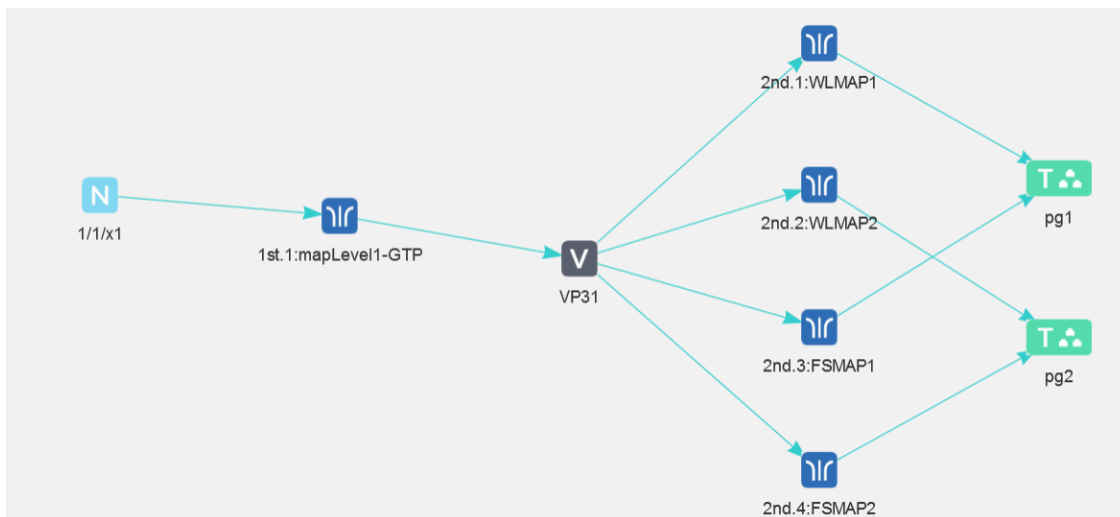 2nd.1:WLMAP1
N
1/1/x1
1st.1:mapLevel1-GTP
V
VP31
2nd.2:WLMAP2
2nd.3:FSMAP1
2nd.4:FSMAP2
T
pg1
T
pg2